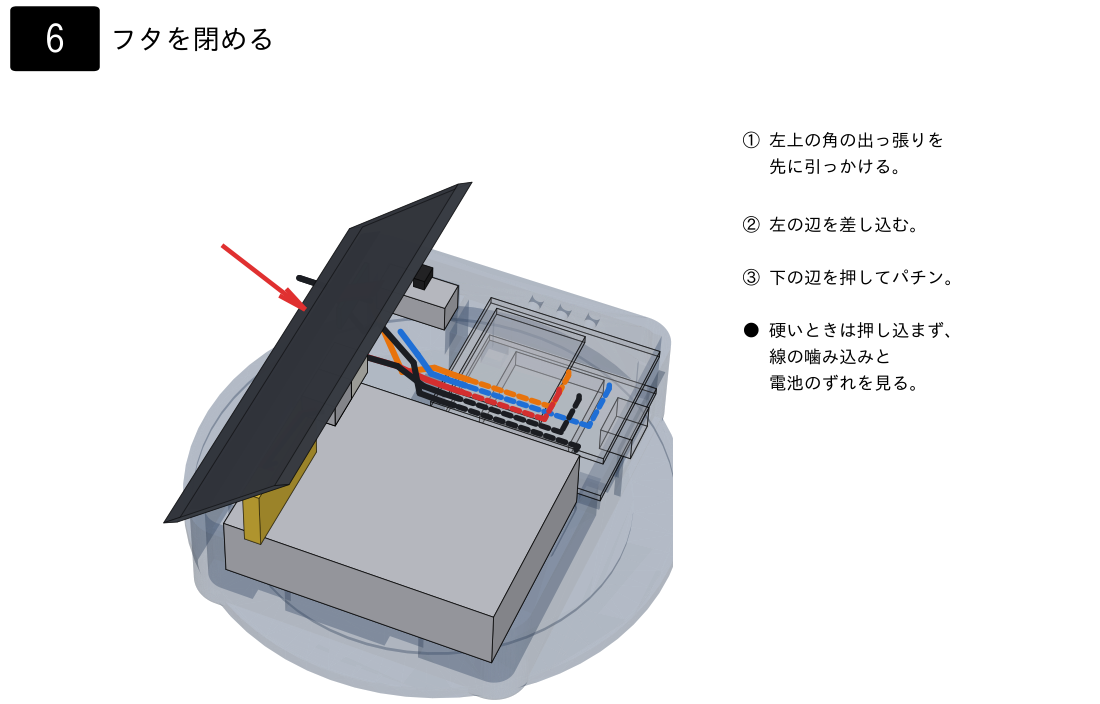 6 フタを閉める
① 左上の角の出っ張りを
先に引っかける。
② 左の辺を差し込む。
③ 下の辺を押してパチン。
● 硬いときは押し込まず、
線の噛み込みと
電池のずれを見る。